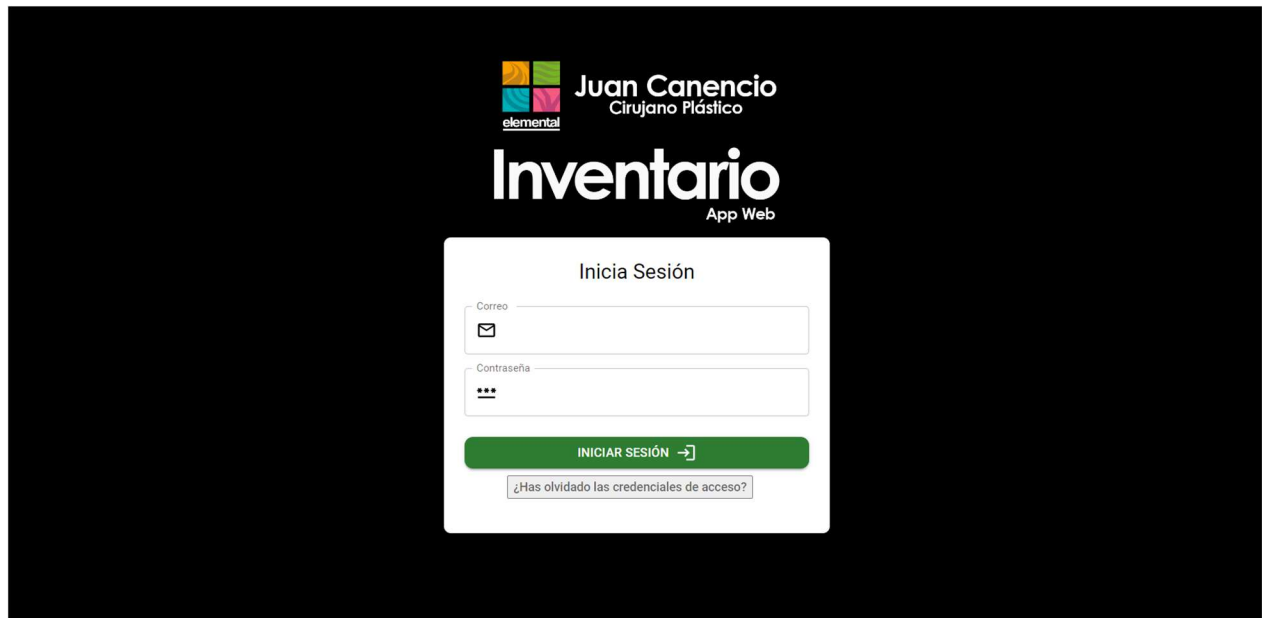 Juan Canencio
Cirujano Plástico
elemental
Inventario
App Web
Inicia Sesión
Correo
Contraseña
***
INICIAR SESIÓN
¿Has olvidado las credenciales de acceso?